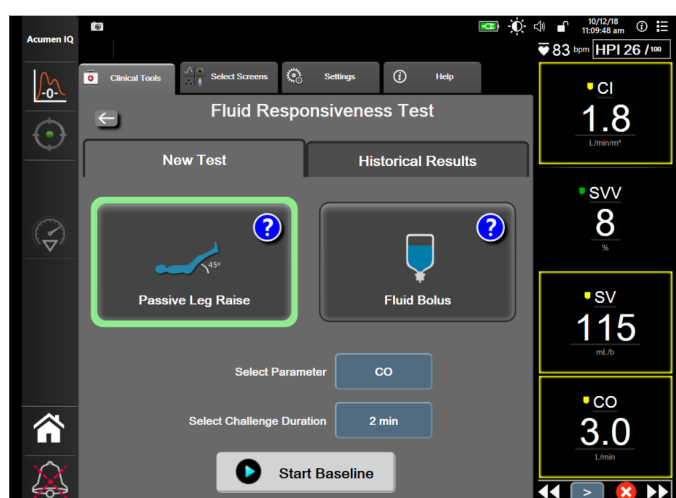 Acumen IQ
10/12/18
11:09:48 am
83 bpm HPI 26 /100
-0-
Clinical Tools
Select Screens
Settings
Help
Fluid Responsiveness Test
New Test
Historical Results
?
45°
Passive Leg Raise
?
Fluid Bolus
Select Parameter
CO
Select Challenge Duration
2 min
Start Baseline
CI
1.8
L/min/m²
SVV
8
%
SV
115
mL/b
CO
3.0
L/min